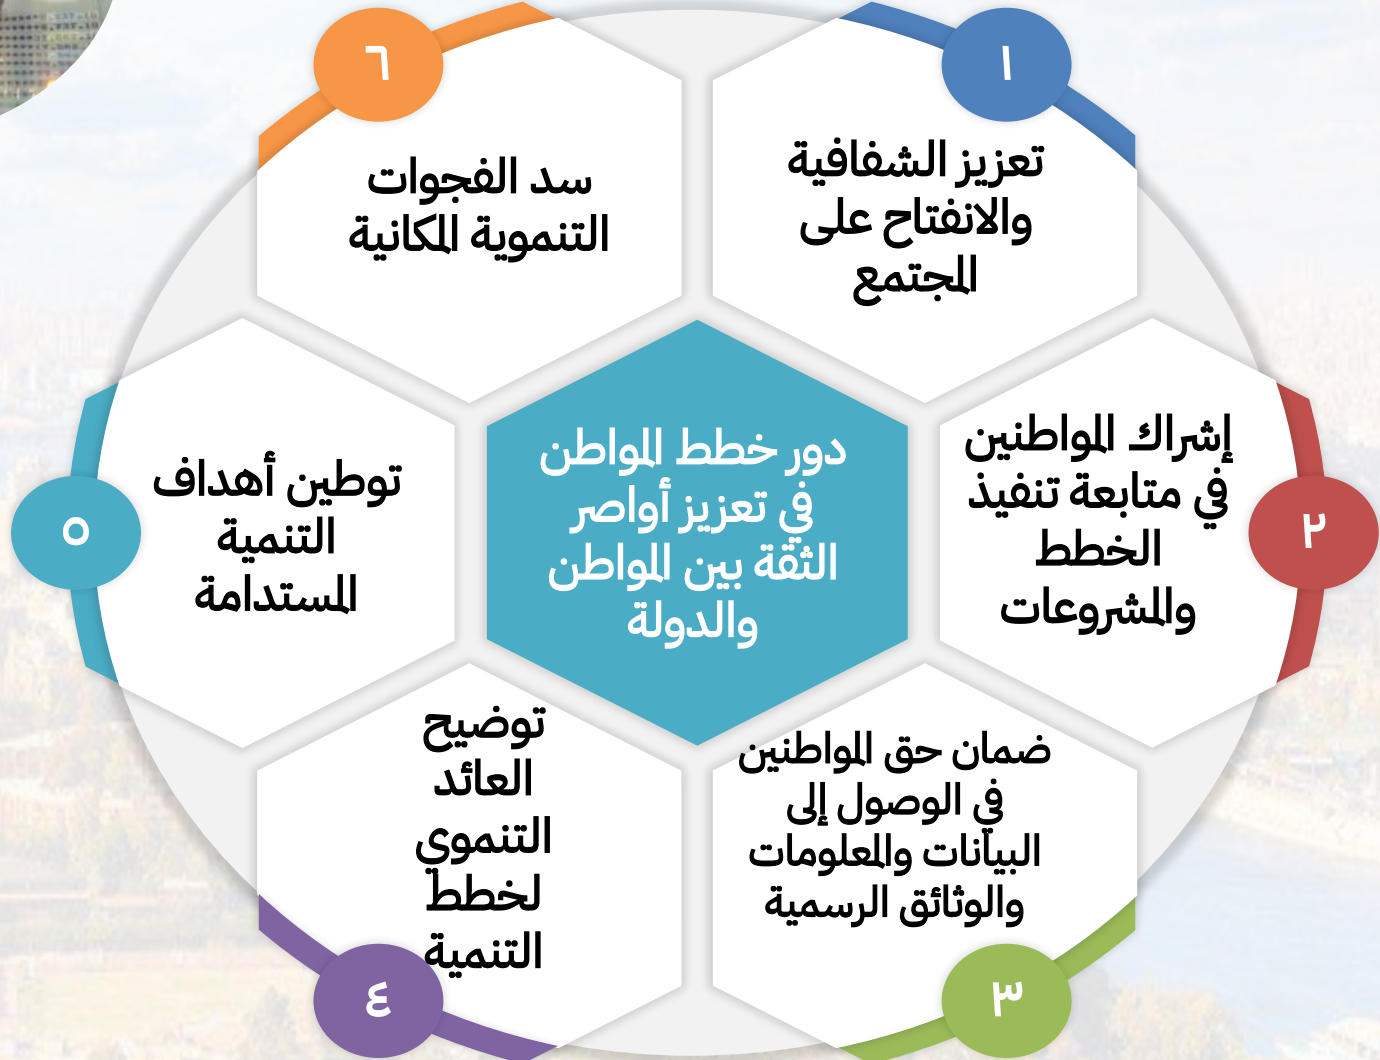 دور خطط المواطن
في تعزيز أواصر
الثقة بين المواطن
والدولة
١
تعزيز الشفافية
والانفتاح على
المجتمع
٢
إشراك المواطنين
في متابعة تنفيذ
الخطط
والمشروعات
٣
ضمان حق المواطنين
في الوصول إلى
البيانات والمعلومات
والوثائق الرسمية
٤
توضيح
العائد
التنموي
لخطط
التنمية
٥
توطين أهداف
التنمية
المستدامة
٦
سد الفجوات
التنموية المكانية